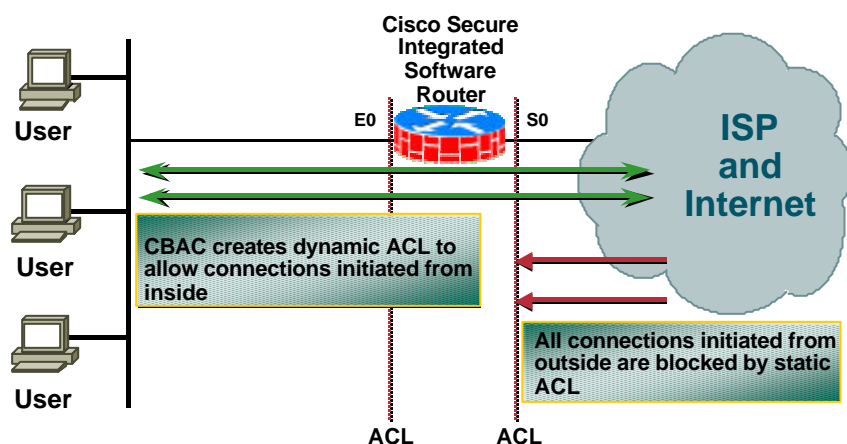 Cisco Secure
Integrated
Software
Router
E0
S0
User
ISP
and
Internet
User
CBAC creates dynamic ACL to
allow connections initiated from
inside
All connections initiated from
outside are blocked by static
ACL
User
ACL
ACL